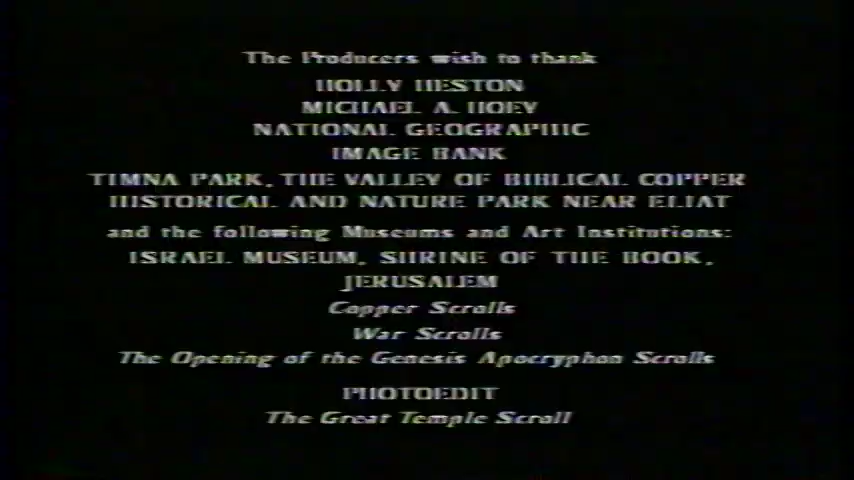 The Producers wish to thank
HOLLY HESTON
MICHAEL A. HOEY
NATIONAL GEOGRAPHIC
IMAGE BANK
TIMNA PARK, THE VALLEY OF BIBLICAL COPPER
HISTORICAL AND NATURE PARK NEAR ELIAT
and the following Museums and Art Institutions:
ISRAEL MUSEUM, SHRINE OF THE BOOK,
JERUSALEM
Copper Scrolls
War Scrolls
The Opening of the Genesis Apocryphon Scrolls
PHOTOEDIT
The Great Temple Scroll